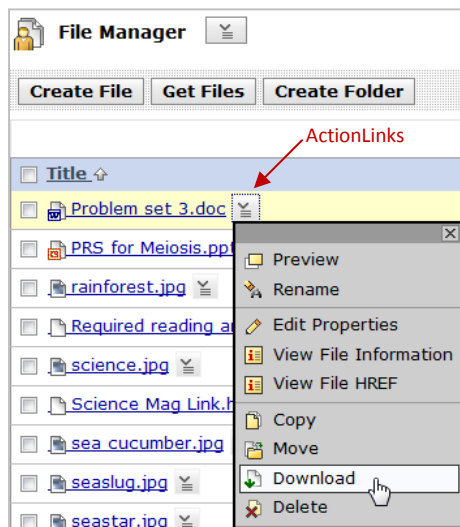 File Manager
Create File Get Files Create Folder
ActionLinks
Title
Problem set 3.doc
PRS for Meiosis.ppt
Preview
rainforest.jpg
Rename
Required reading a
Edit Properties
View File Information
science.jpg
View File HREF
Science Mag Link.h
Copy
sea cucumber.jpg
Move
seaslug.jpg
Download
Delete
seastar.jpg